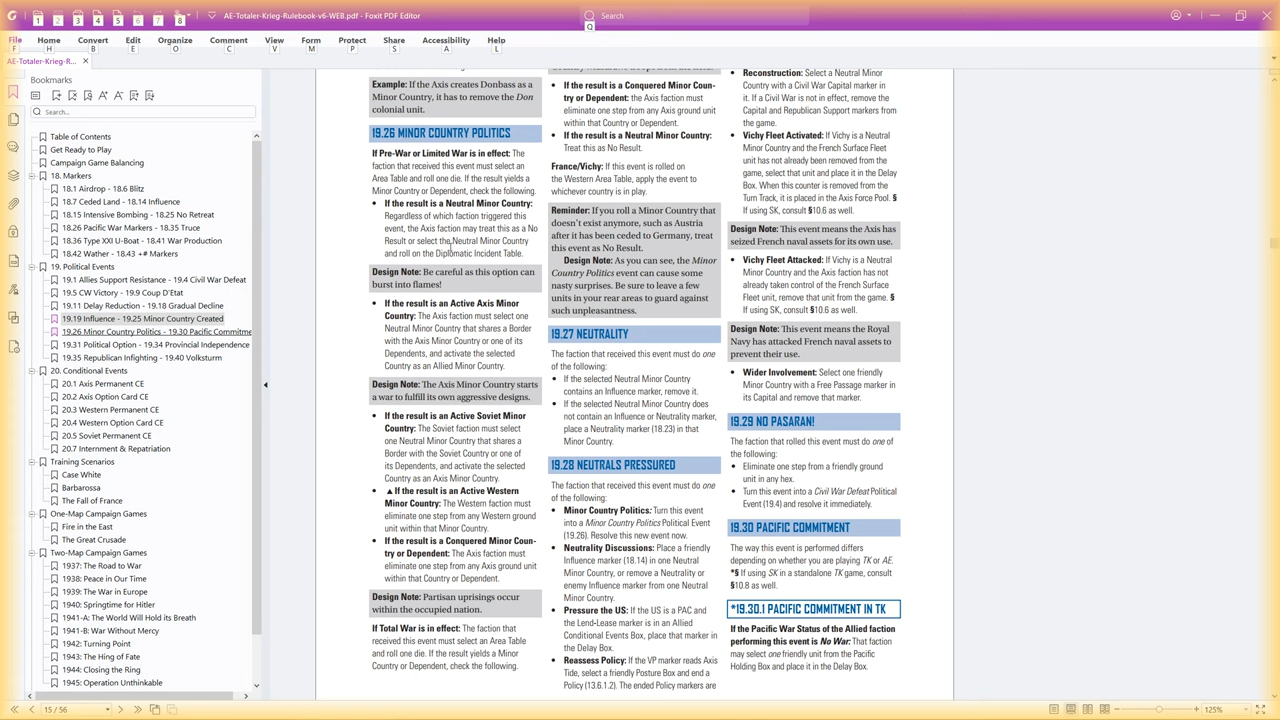 AE-Totaler-Krieg-Rulebook-v6-WEB.pdf - Foxit PDF Editor
Search
1 2 3 4 5 6 7 8
Q
File Home Convert Edit Organize Comment View Form Protect Share Accessibility Help
F H B E O C V M P S A L
AE-Totaler-Krieg-R...
Bookmarks
Search...
Table of Contents
Get Ready to Play
Campaign Game Balancing
18. Markers
18.1 Airdrop - 18.6 Blitz
18.7 Ceded Land - 18.14 Influence
18.15 Intensive Bombing - 18.25 No Retreat
18.26 Pacific War Markers - 18.35 Truce
18.36 Type XXI U-Boat - 18.41 War Production
18.42 Wather - 18.43 +# Markers
19. Political Events
19.1 Allies Support Resistance - 19.4 Civil War Defeat
19.5 CW Victory - 19.9 Coup D'Etat
19.11 Delay Reduction - 19.18 Gradual Decline
19.19 Influence - 19.25 Minor Country Created
19.26 Minor Country Politics - 19.30 Pacific Commitme
19.31 Political Option - 19.34 Provincial Independence
19.35 Republican Infighting - 19.40 Volksturm
20. Conditional Events
20.1 Axis Permanent CE
20.2 Axis Option Card CE
20.3 Western Permanent CE
20.4 Western Option CE
20.5 Soviet Permanent CE
20.7 Internment & Repatriation
Training Scenarios
Case White
Barbarossa
The Fall of France
One-Map Campaign Games
Fire in the East
The Great Crusade
Two-Map Campaign Games
1937: The Road to War
1938: Peace in Our Time
1939: The War in Europe
1940: Springtime for Hitler
1941-A: The World Will Hold its Breath
1941-B: War Without Mercy
1942: Turning Point
1943: The Hing of Fate
1944: Closing the Ring
1945: Operation Unthinkable
Example: If the Axis creates Donbass as a
Minor Country, it has to remove the Don
colonial unit.
19.26 MINOR COUNTRY POLITICS
If Pre-War or Limited War is in effect: The
faction that received this event must select an
Area Table and roll one die. If the result yields a
Minor Country or Dependent, check the following.
• If the result is a Neutral Minor Country:
Regardless of which faction triggered this
event, the Axis faction may treat this as a No
Result or select the Neutral Minor Country
and roll on the Diplomatic Incident Table.
Design Note: Be careful as this option can
burst into flames!
• If the result is an Active Axis Minor
Country: The Axis faction must select one
Neutral Minor Country that shares a Border
with the Axis Minor Country or one of its
Dependents, and activate the selected
Country as an Allied Minor Country.
Design Note: The Axis Minor Country starts
a war to fulfill its own aggressive designs.
• If the result is an Active Soviet Minor
Country: The Soviet faction must select
one Neutral Minor Country that shares a
Border with the Soviet Country or one of
its Dependents, and activate the selected
Country as an Axis Minor Country.
• ▲ If the result is an Active Western
Minor Country: The Western faction must
eliminate one step from any Western ground
unit within that Minor Country.
• If the result is a Conquered Minor Coun-
try or Dependent: The Axis faction must
eliminate one step from any Axis ground unit
within that Country or Dependent.
Design Note: Partisan uprisings occur
within the occupied nation.
If Total War is in effect: The faction that
received this event must select an Area Table
and roll one die. If the result yields a Minor
Country or Dependent, check the following.
• If the result is a Conquered Minor Coun-
try or Dependent: the Axis faction must
eliminate one step from any Axis ground unit
within that Country or Dependent.
• If the result is a Neutral Minor Country:
Treat this as No Result.
France/Vichy: If this event is rolled on
the Western Area Table, apply the event to
whichever country is in play.
Reminder: If you roll a Minor Country that
doesn't exist anymore, such as Austria
after it has been ceded to Germany, treat
this event as No Result.
Design Note: As you can see, the Minor
Country Politics event can cause some
nasty surprises. Be sure to leave a few
units in your rear areas to guard against
such unpleasantness.
19.27 NEUTRALITY
The faction that received this event must do one
of the following:
• If the selected Neutral Minor Country
contains an Influence marker, remove it.
• If the selected Neutral Minor Country does
not contain an Influence or Neutrality marker,
place a Neutrality marker (18.23) in that
Minor Country.
19.28 NEUTRALS PRESSURED
The faction that received this event must do one
of the following:
• Minor Country Politics: Turn this event
into a Minor Country Politics Political Event
(19.26). Resolve this new event now.
• Neutrality Discussions: Place a friendly
Influence marker (18.14) in one Neutral
Minor Country, or remove a Neutrality or
enemy Influence marker from one Neutral
Minor Country.
• Pressure the US: If the US is a PAC and
the Lend-Lease marker is in an Allied
Conditional Events Box, place that marker in
the Delay Box.
• Reassess Policy: If the VP marker reads Axis
Tide, select a friendly Posture Box and end a
Policy (13.6.1.2). The ended Policy markers are
Reconstruction: Select a Neutral Minor
Country with a Civil War Capital marker in
it. If a Civil War is not in effect, remove the
Capital and Republican Support markers from
the game.
• Vichy Fleet Activated: If Vichy is a Neutral
Minor Country and the French Surface Fleet
unit has not already been removed from the
game, select that unit and place it in the Delay
Box. When this counter is removed from the
Turn Track, it is placed in the Axis Force Pool. §
If using SK, consult §10.6 as well.
Design Note: This event means the Axis has
seized French naval assets for its own use.
• Vichy Fleet Attacked: If Vichy is a Neutral
Minor Country and the Axis faction has not
already taken control of the French Surface
Fleet unit, remove that unit from the game. §
If using SK, consult §10.6 as well.
Design Note: This event means the Royal
Navy has attacked French naval assets to
prevent their use.
• Wider Involvement: Select one friendly
Minor Country with a Free Passage marker in
its Capital and remove that marker.
19.29 NO PASARAN!
The faction that rolled this event must do one of
the following:
• Eliminate one step from a friendly ground
unit in any hex.
• Turn this event into a Civil War Defeat Political
Event (19.4) and resolve it immediately.
19.30 PACIFIC COMMITMENT
The way this event is performed differs
depending on whether you are playing TK or AE.
*§ If using SK in a standalone TK game, consult
§10.8 as well.
*19.30.1 PACIFIC COMMITMENT IN TK
If the Pacific War Status of the Allied faction
performing this event is No War: That faction
may select one friendly unit from the Pacific
Holding Box and place it in the Delay Box.
15 / 56
125%